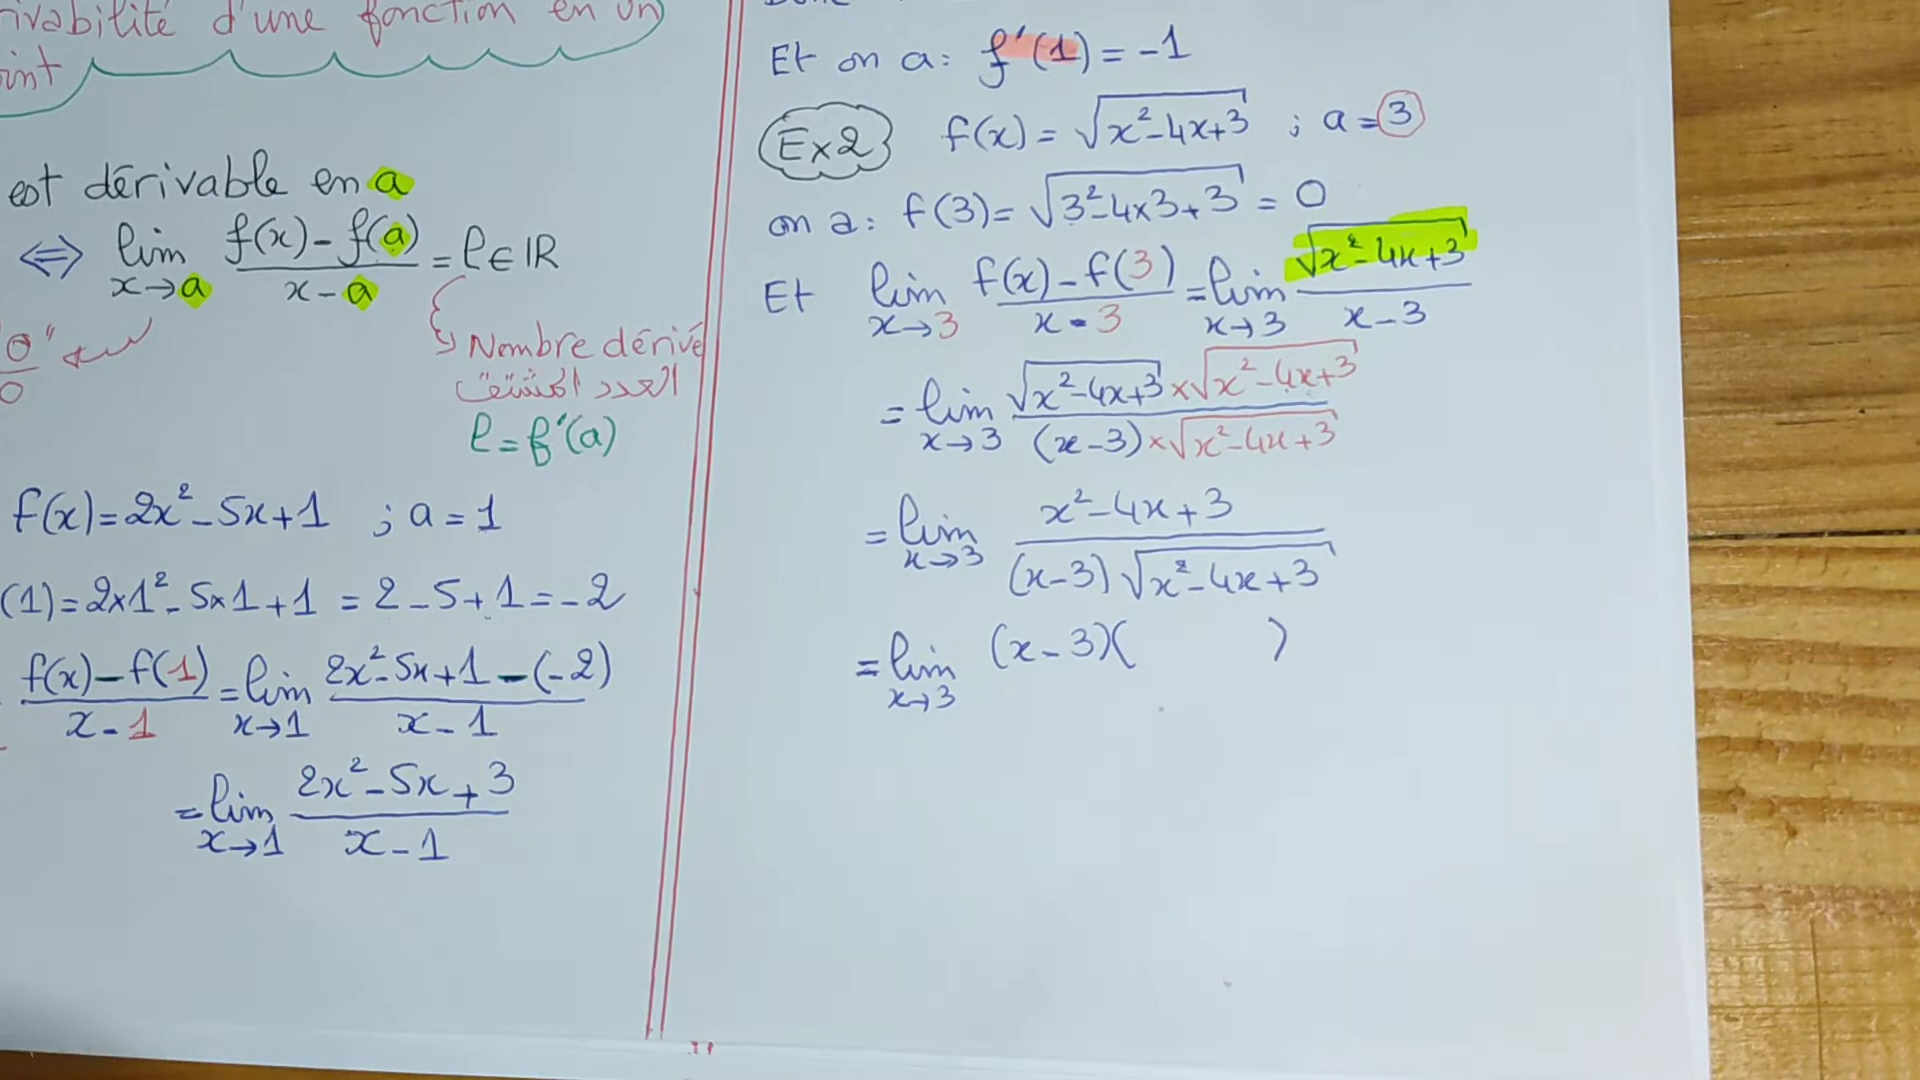 d'une fonction en un
est dérivable en a
⇔ lim x→a (f(x) - f(a))/(x - a) = l ∈ IR
"0/0"
Nombre dérivé
العدد المشتق
l = f'(a)
f(x) = 2x² - 5x + 1 ; a = 1
(1) = 2×1² - 5×1 + 1 = 2 - 5 + 1 = -2
(f(x) - f(1))/(x - 1) = lim x→1 (2x² - 5x + 1 - (-2))/(x - 1)
= lim x→1 (2x² - 5x + 3)/(x - 1)
Et on a : f'(1) = -1
Ex2 f(x) = √(x² - 4x + 3) ; a = 3
on a : f(3) = √(3² - 4×3 + 3) = 0
Et lim x→3 (f(x) - f(3))/(x - 3) = lim x→3 √(x² - 4x + 3)/(x - 3)
= lim x→3 (√(x² - 4x + 3) × √(x² - 4x + 3))/((x - 3) × √(x² - 4x + 3))
= lim x→3 (x² - 4x + 3)/((x - 3) √(x² - 4x + 3))
= lim x→3 (x - 3)( )